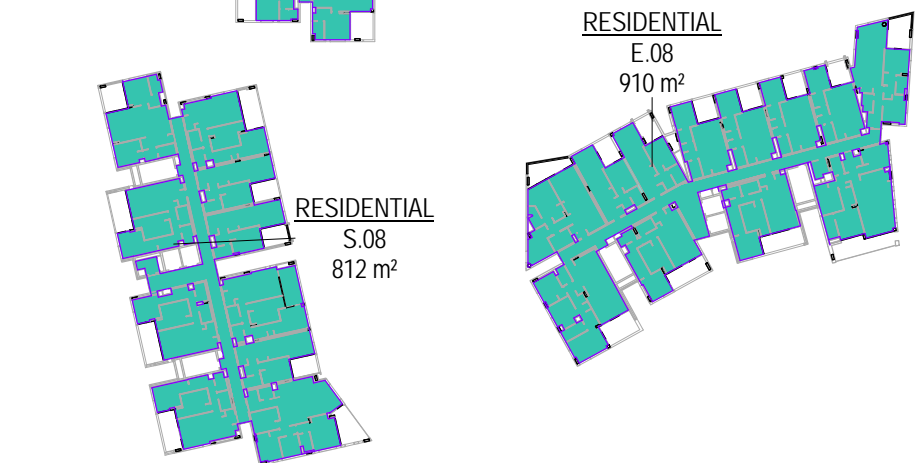 RESIDENTIAL
E.08
910 m²
RESIDENTIAL
S.08
812 m²